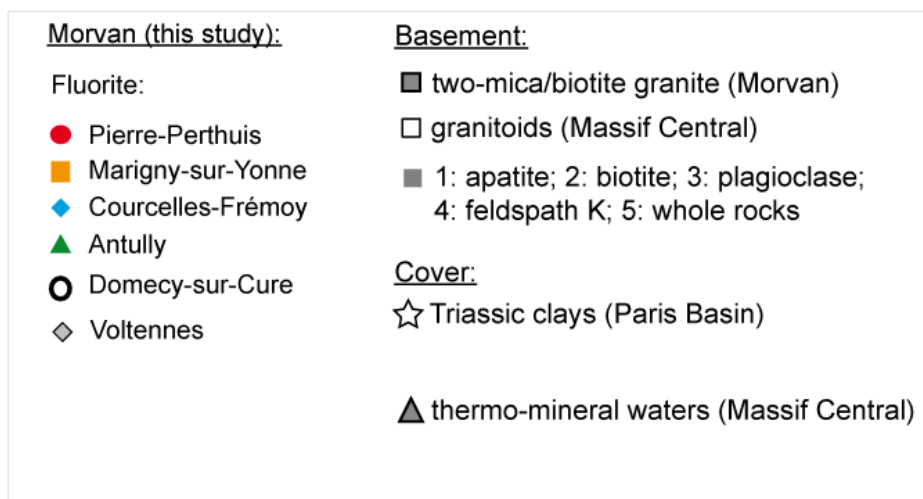 Morvan (this study):
Fluorite:
Pierre-Perthuis
Marigny-sur-Yonne
Courcelles-Frémoy
Antully
Domecy-sur-Cure
Voltennes
Basement:
two-mica/biotite granite (Morvan)
granitoids (Massif Central)
1: apatite; 2: biotite; 3: plagioclase;
4: feldspath K; 5: whole rocks
Cover:
Triassic clays (Paris Basin)
thermo-mineral waters (Massif Central)